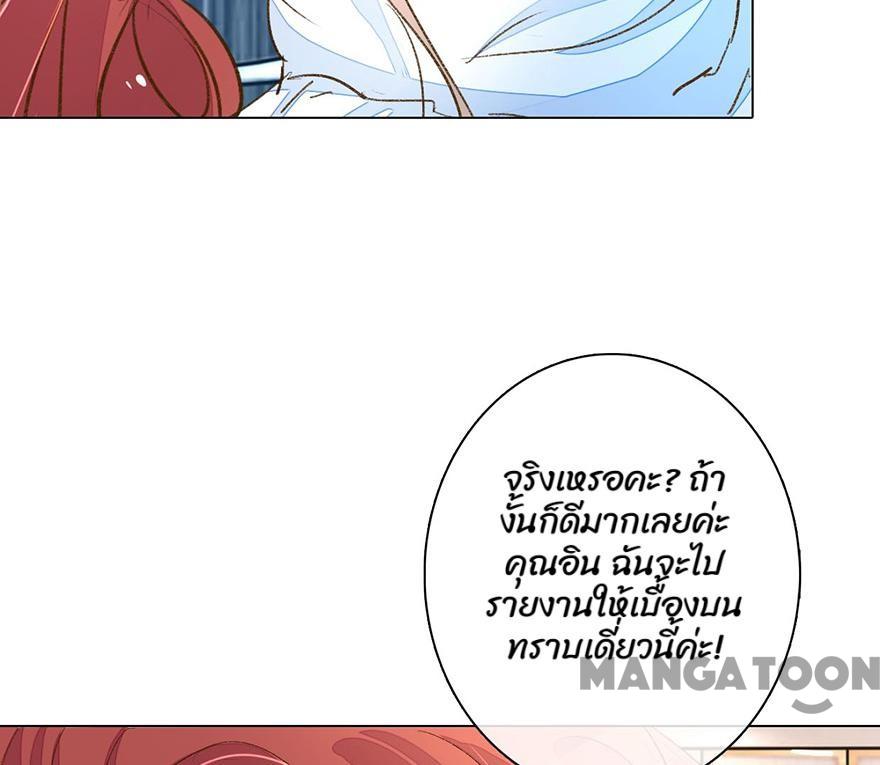 จริงเหรอคะ? ถ้า
งั้นก็ดีมากเลยค่ะ
คุณอิน ฉันจะไป
รายงานให้เบื้องบน
ทราบเดี๋ยวนี้ค่ะ!
MANGATOON